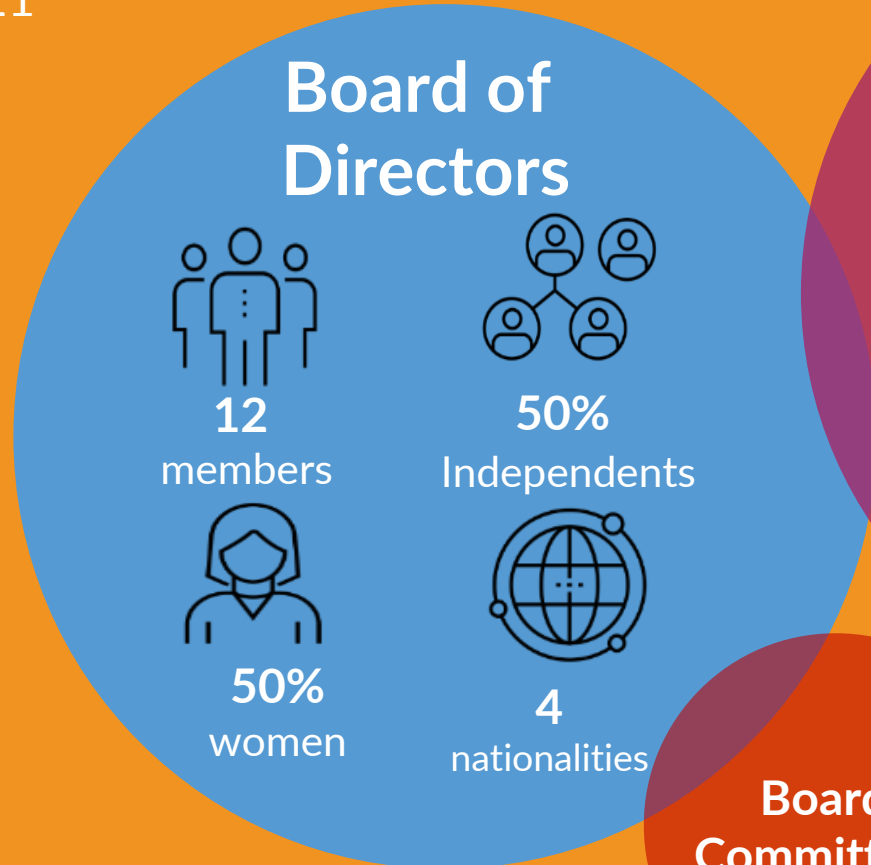 Board of
Directors
12
members
50%
Independents
50%
women
4
nationalities